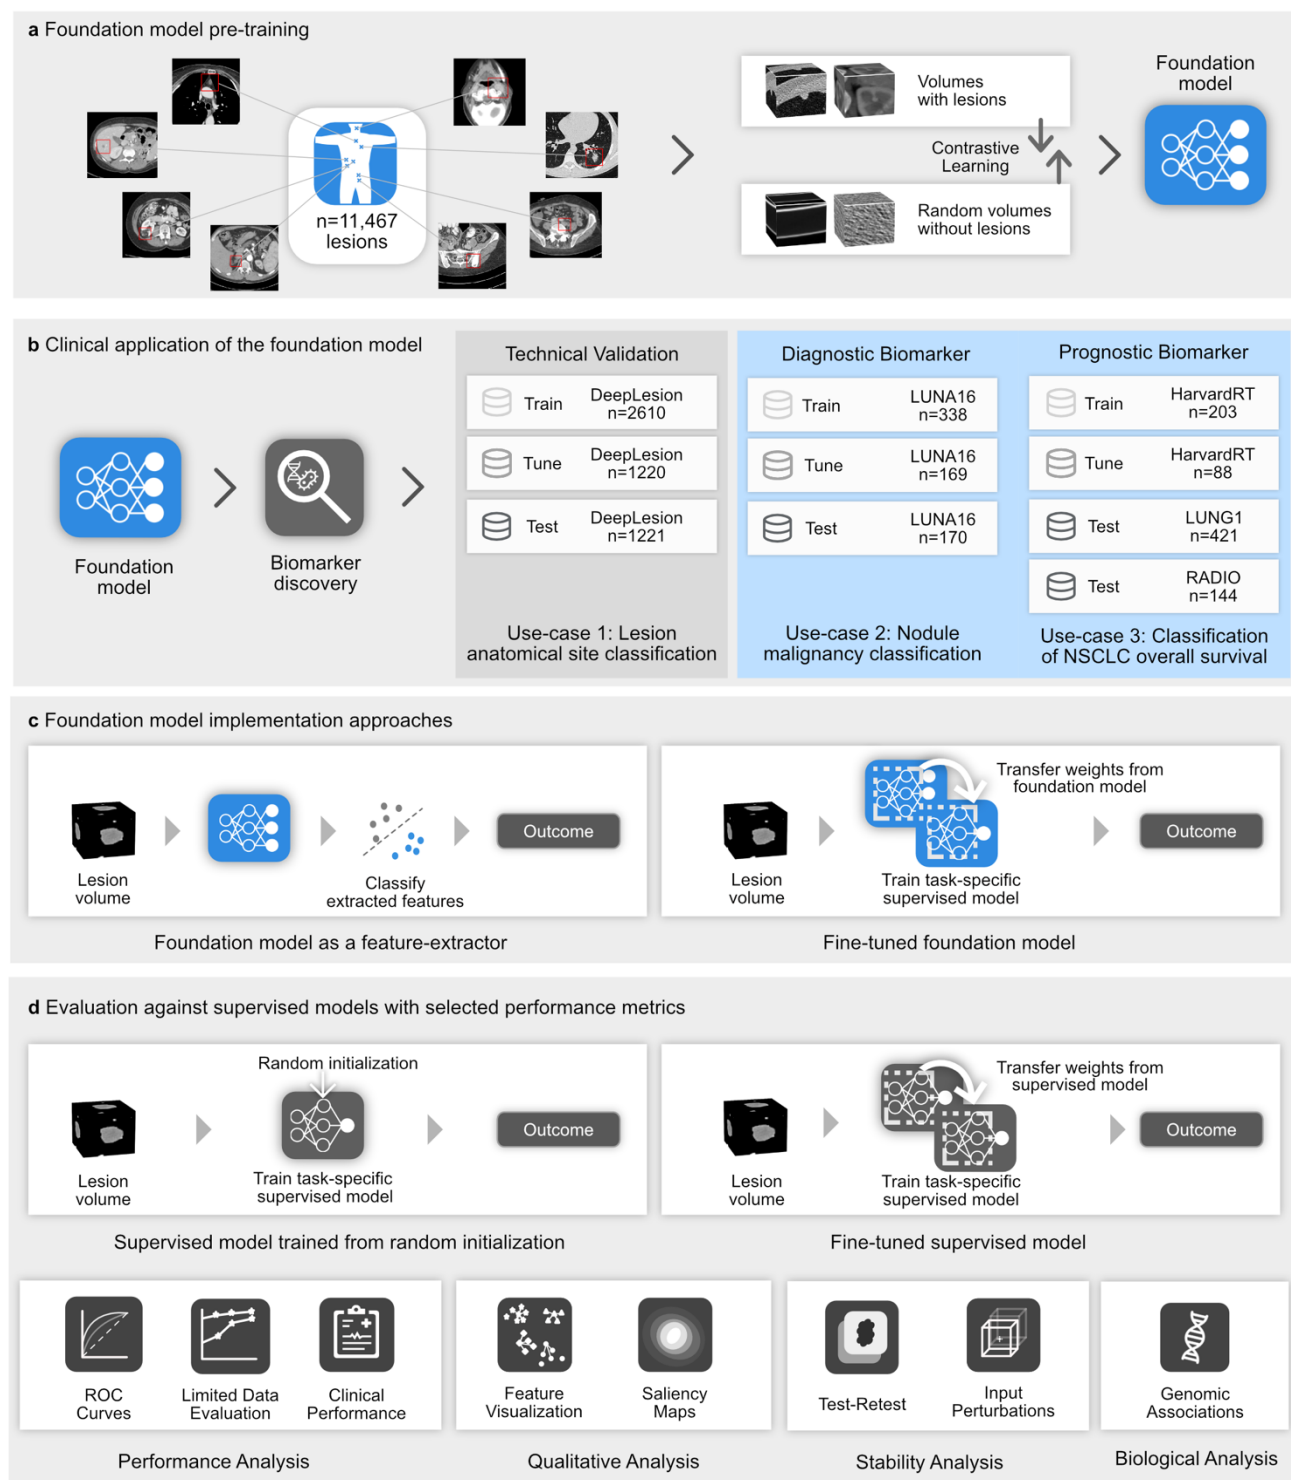 a Foundation model pre-training
n=11,467
lesions
Volumes
with lesions
Contrastive
Learning
Random volumes
without lesions
Foundation
model
b Clinical application of the foundation model
Foundation
model
Biomarker
discovery
Technical Validation
Train
DeepLesion
n=2610
Tune
DeepLesion
n=1220
Test
DeepLesion
n=1221
Use-case 1: Lesion
anatomical site classification
Diagnostic Biomarker
Train
LUNA16
n=338
Tune
LUNA16
n=169
Test
LUNA16
n=170
Use-case 2: Nodule
malignancy classification
Prognostic Biomarker
Train
HarvardRT
n=203
Tune
HarvardRT
n=88
Test
LUNG1
n=421
Test
RADIO
n=144
Use-case 3: Classification
of NSCLC overall survival
c Foundation model implementation approaches
Lesion
volume
Classify
extracted features
Outcome
Foundation model as a feature-extractor
Lesion
volume
Transfer weights from
foundation model
Train task-specific
supervised model
Outcome
Fine-tuned foundation model
d Evaluation against supervised models with selected performance metrics
Random initialization
Lesion
volume
Train task-specific
supervised model
Outcome
Supervised model trained from random initialization
Lesion
volume
Transfer weights from
supervised model
Train task-specific
supervised model
Outcome
Fine-tuned supervised model
ROC
Curves
Limited Data
Evaluation
Clinical
Performance
Performance Analysis
Feature
Visualization
Saliency
Maps
Qualitative Analysis
Test-Retest
Input
Perturbations
Stability Analysis
Genomic
Associations
Biological Analysis